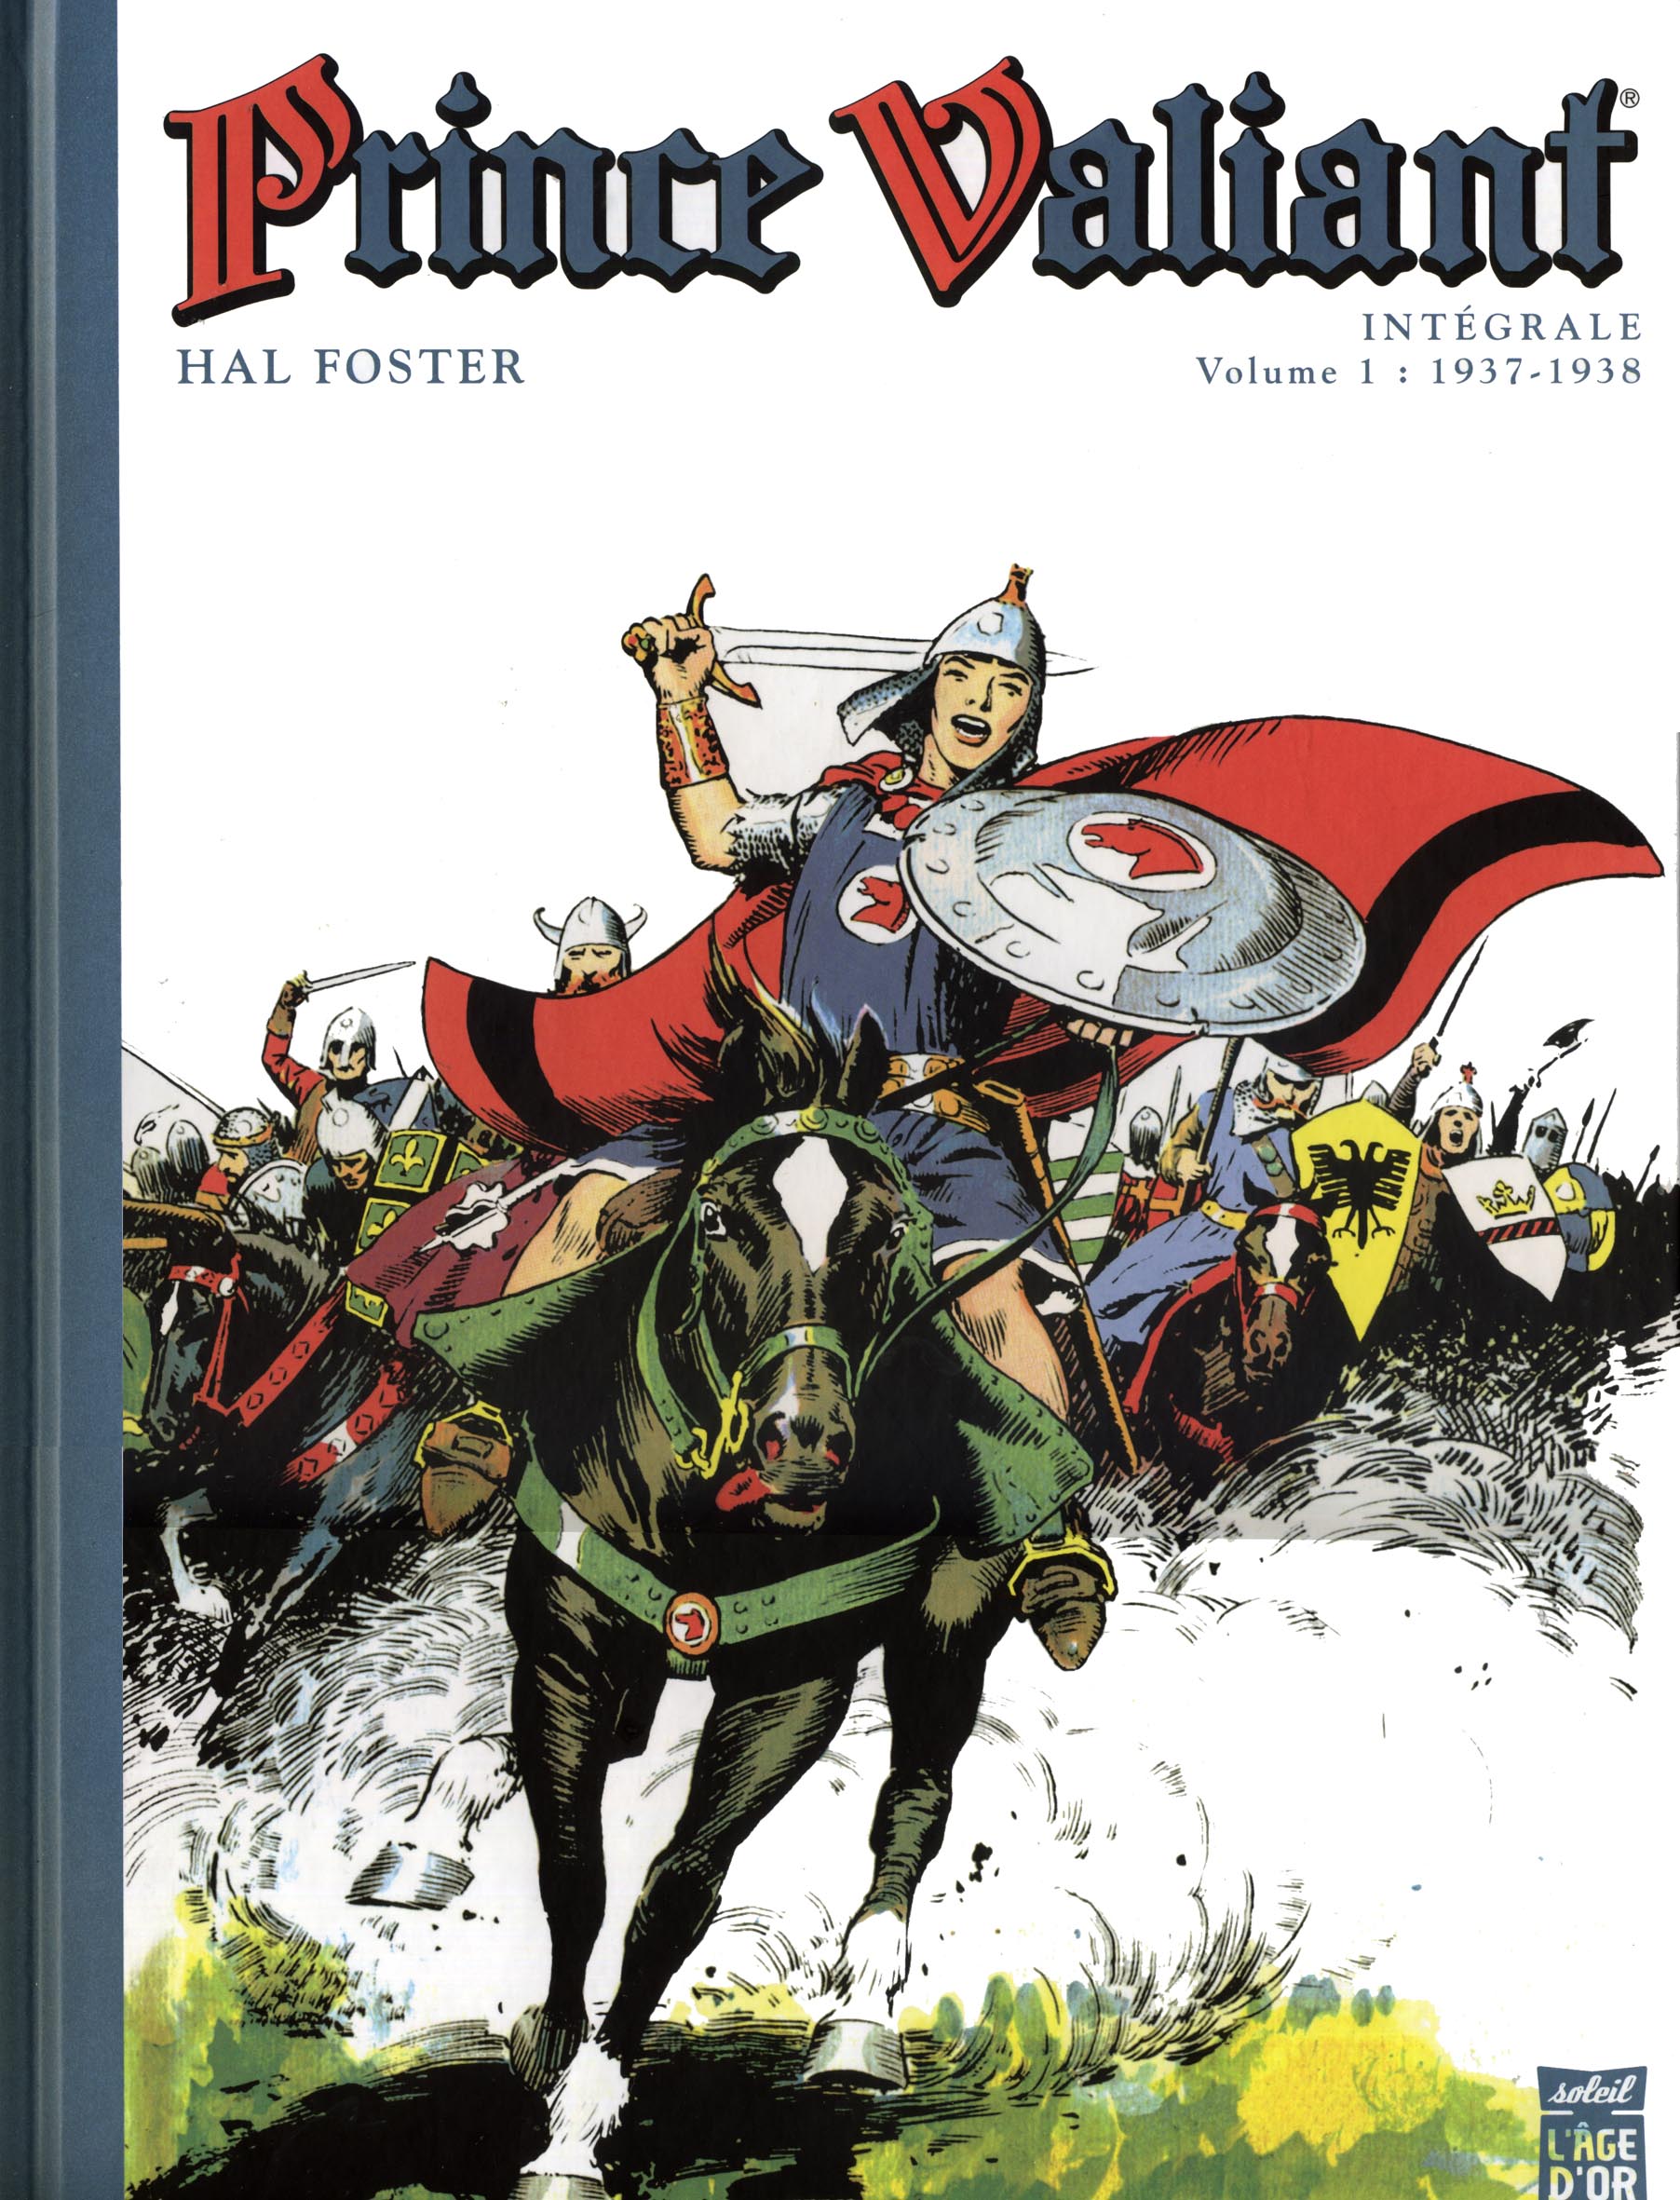 Prince Valiant®
HAL FOSTER
INTÉGRALE
Volume 1 : 1937-1938
soleil
L'ÂGE
D'OR